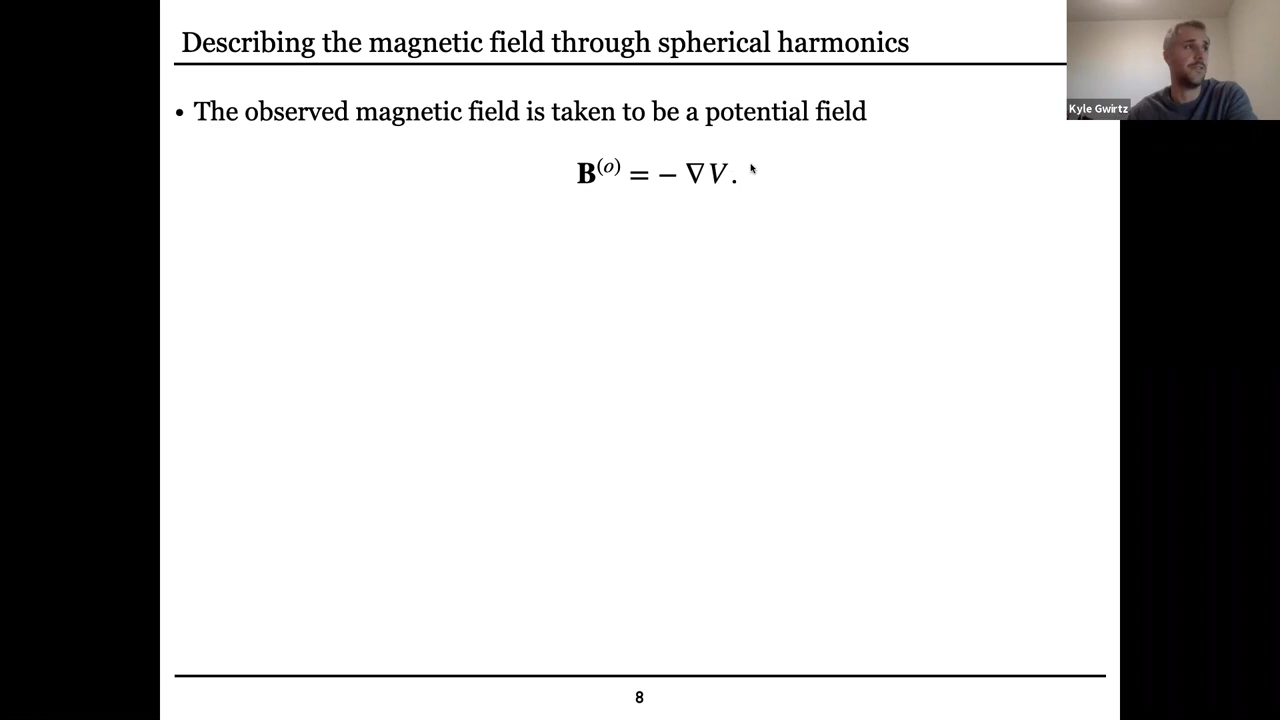 Describing the magnetic field through spherical harmonics
Kyle Gwirtz
• The observed magnetic field is taken to be a potential field
B^(o) = − ∇V.
8